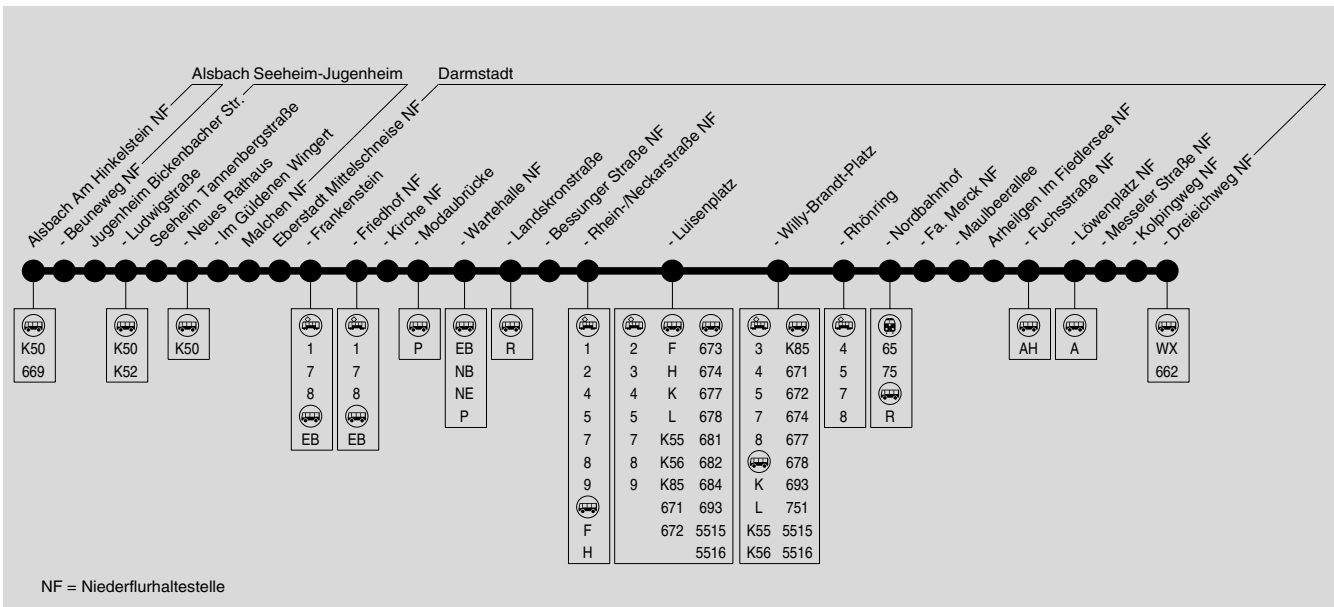 Alsbach Seeheim-Jugenheim Darmstadt
Alsbach Am Hinkelstein NF
- Beuneweg NF
Jugenheim Bickenbacher Str.
- Ludwigstraße
Seeheim Tannenbergstraße
- Neues Rathaus
- Im Güldenen Wingert
Malchen NF
Eberstadt Mittelschneise NF
- Frankenstein
- Friedhof NF
- Kirche NF
- Modaubrücke
- Wartehalle NF
- Landskronstraße
- Bessunger Straße NF
- Rhein-/Neckarstraße NF
- Luisenplatz
- Willy-Brandt-Platz
- Rhönring
- Nordbahnhof
- Fa. Merck NF
- Maulbeerallee
Arheilgen Im Fiedlersee NF
- Fuchsstraße NF
- Löwenplatz NF
- Messeler Straße NF
- Kolpingweg NF
- Dreieichweg NF
K50
669
K50
K52
K50
1
7
8
EB
1
7
8
EB
P
EB
NB
NE
P
R
1
2
4
5
7
8
9
F
H
2 F 673
3 H 674
4 K 677
5 L 678
7 K55 681
8 K56 682
9 K85 684
671 693
672 5515
5516
3 K85
4 671
5 672
7 674
8 677
678
K 693
L 751
K55 5515
K56 5516
4
5
7
8
65
75
R
AH
A
WX
662
NF = Niederflurhaltestelle